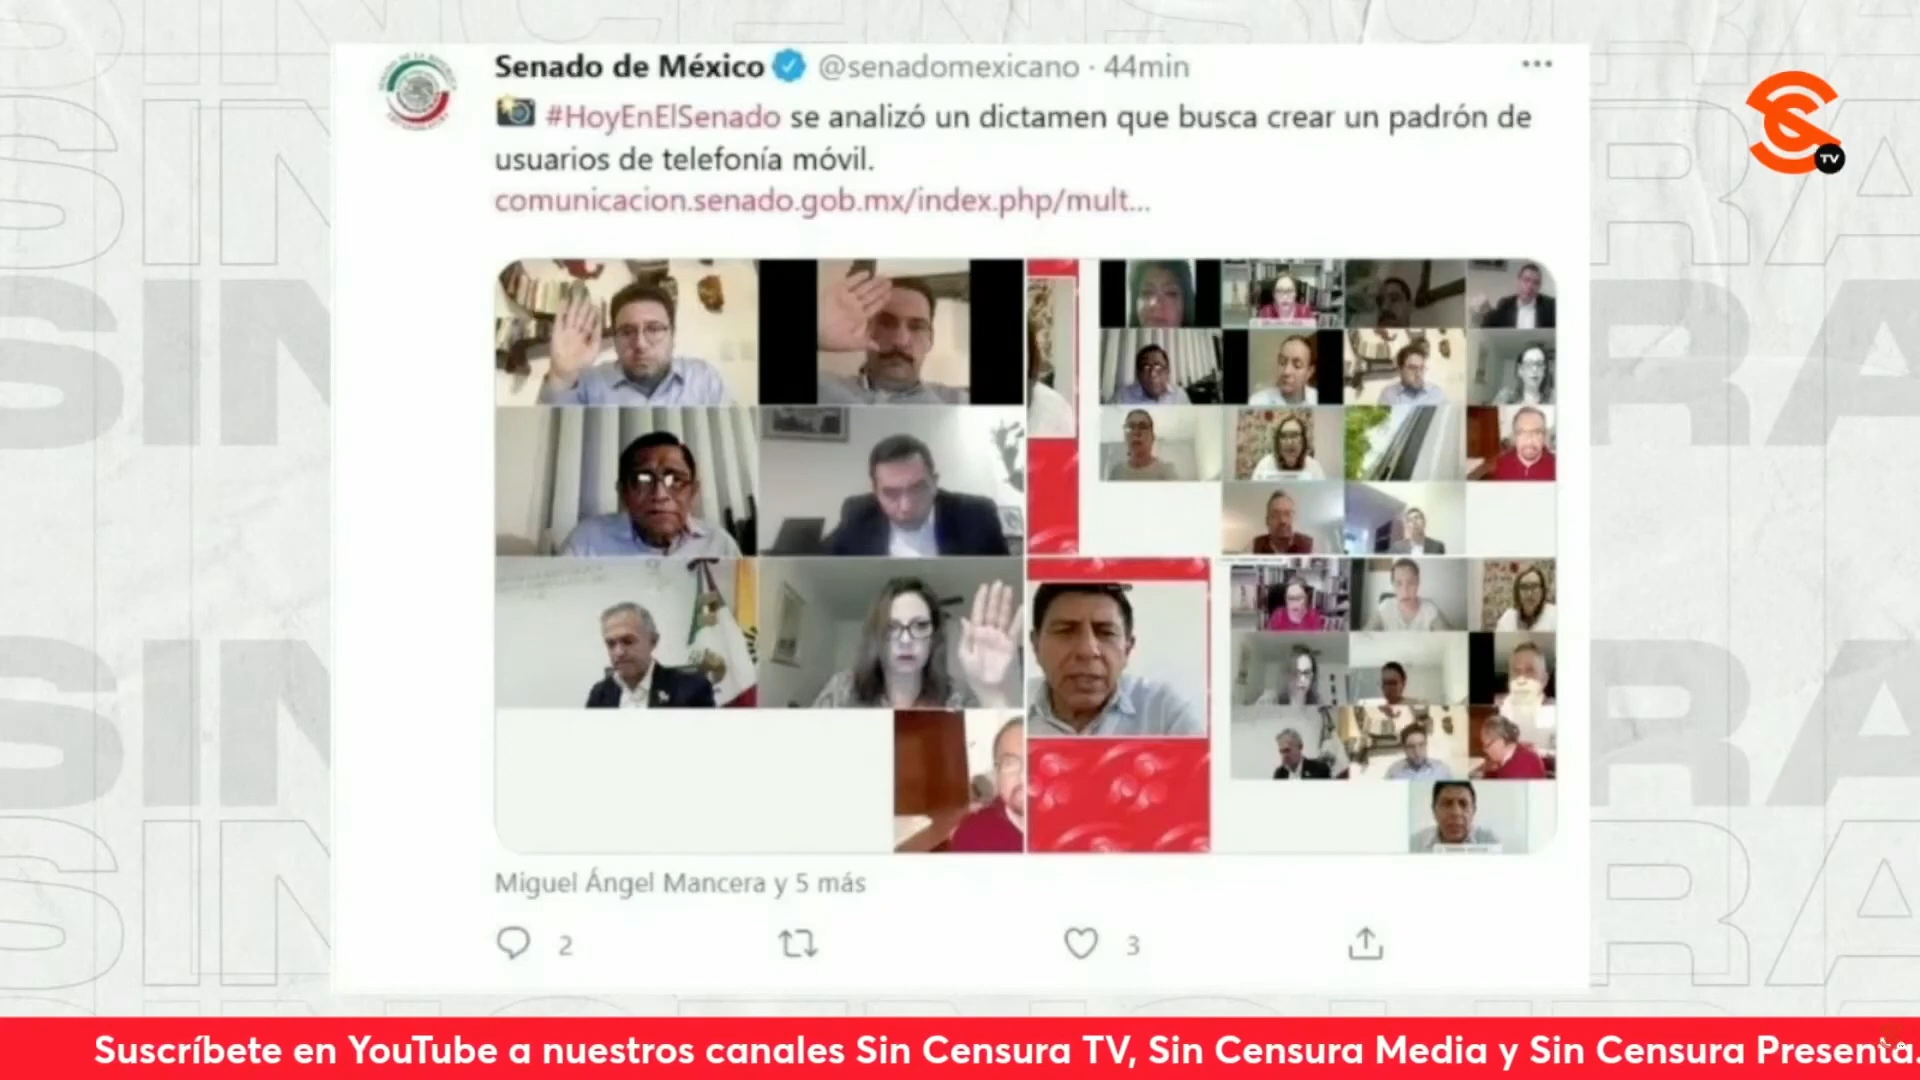 Senado de México @senadomexicano · 44min
#HoyEnElSenado se analizó un dictamen que busca crear un padrón de
usuarios de telefonía móvil.
comunicacion.senado.gob.mx/index.php/mult...
TV
Miguel Ángel Mancera y 5 más
2
3
SIN CENSURA
Suscríbete en YouTube a nuestros canales Sin Censura TV, Sin Censura Media y Sin Censura Presenta.